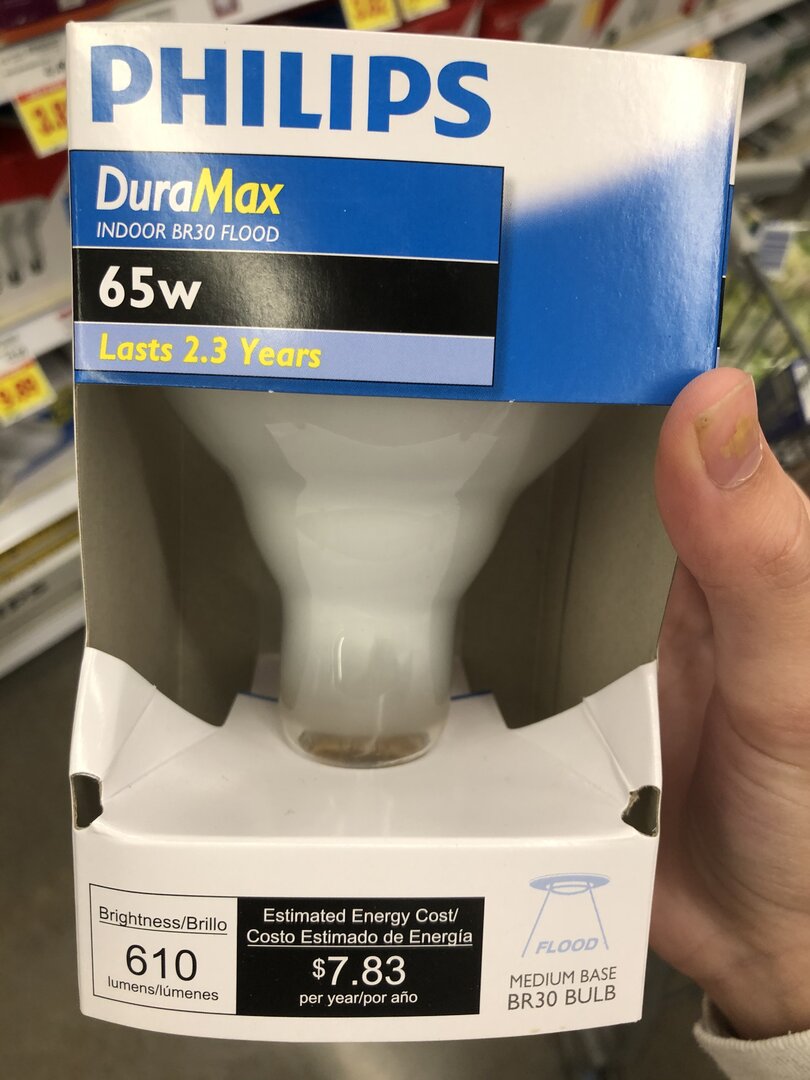 PHILIPS
DuraMax
INDOOR BR30 FLOOD
65w
Lasts 2.3 Years
Brightness/Brillo
610
lumens/lúmenes
Estimated Energy Cost/
Costo Estimado de Energía
$7.83
per year/por año
FLOOD
MEDIUM BASE
BR30 BULB